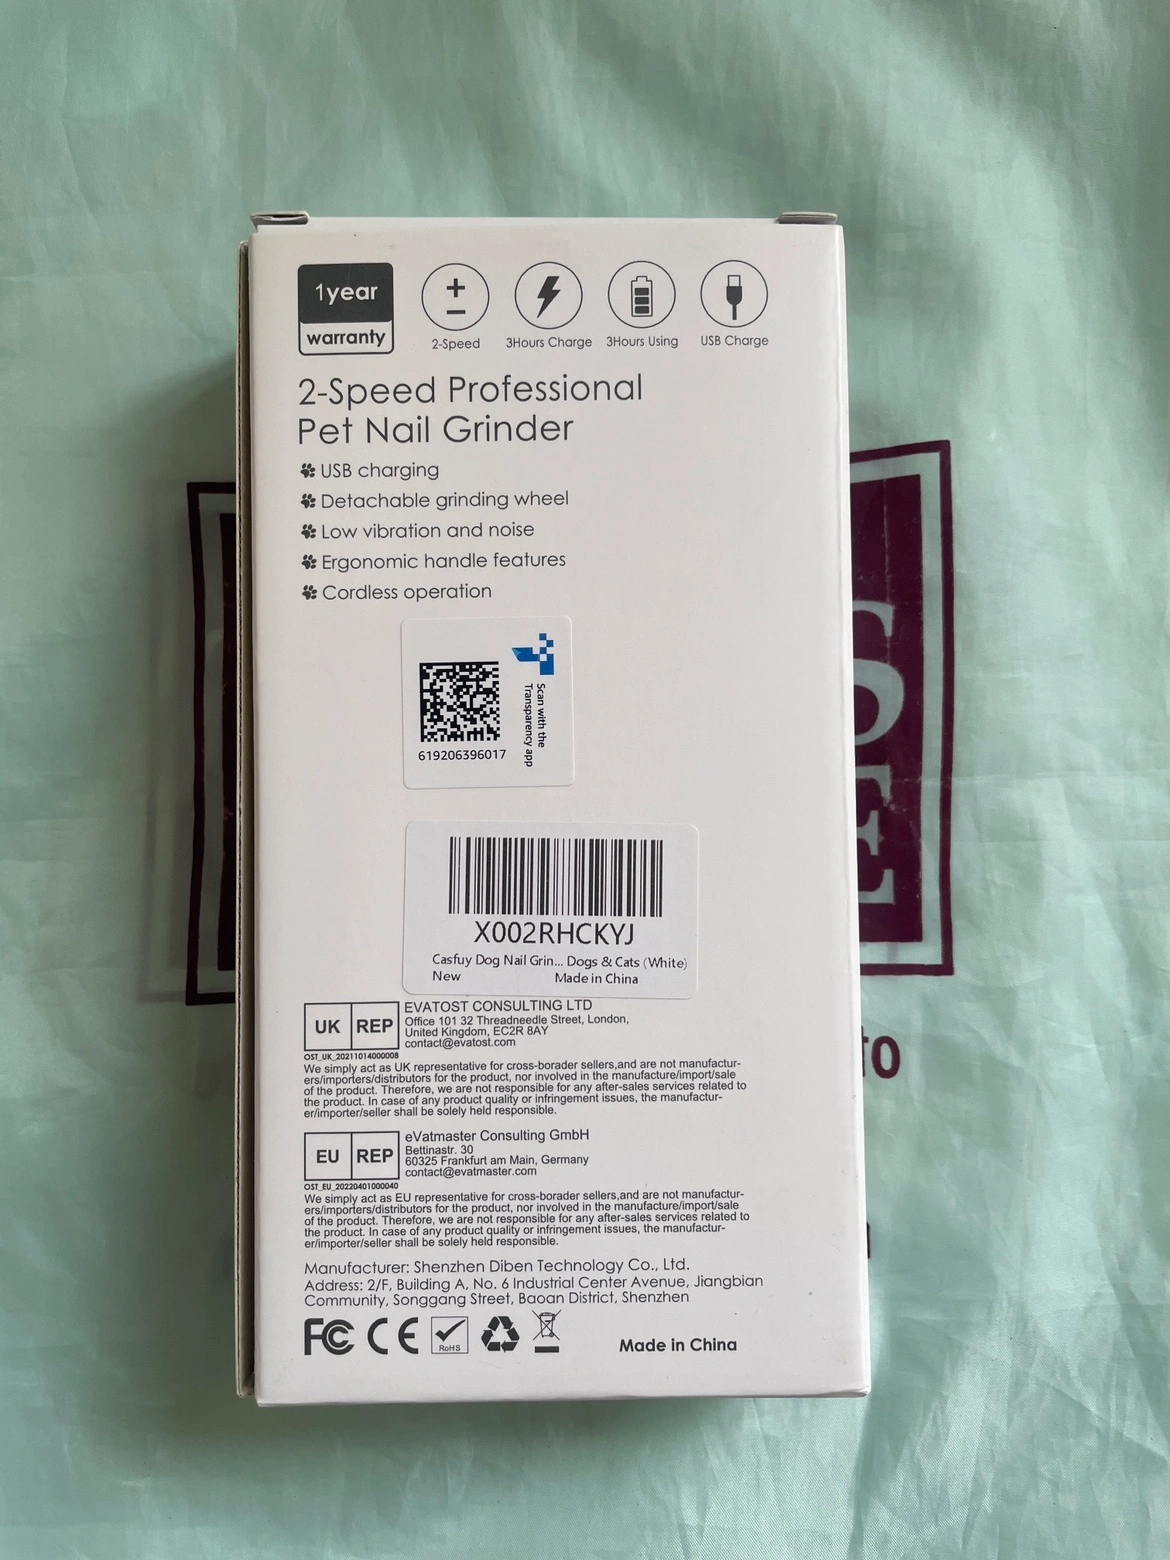 1year
warranty
2-Speed
3Hours Charge
3Hours Using
USB Charge
2-Speed Professional
Pet Nail Grinder
USB charging
Detachable grinding wheel
Low vibration and noise
Ergonomic handle features
Cordless operation
Scan with the
Transparency app
619206396017
X002RHCKYJ
Casfuy Dog Nail Grin... Dogs & Cats (White)
New Made in China
UK REP
EVATOST CONSULTING LTD
Office 101 32 Threadneedle Street, London,
United Kingdom, EC2R 8AY
contact@evatost.com
OST_UK_20211014000008
We simply act as UK representative for cross-borader sellers,and are not manufactur-
ers/importers/distributors for the product, nor involved in the manufacture/import/sale
of the product. Therefore, we are not responsible for any after-sales services related to
the product. In case of any product quality or infringement issues, the manufactur-
er/importer/seller shall be solely held responsible.
EU REP
eVatmaster Consulting GmbH
Bettinastr. 30
60325 Frankfurt am Main, Germany
contact@evatmaster.com
OST_EU_20220401000040
We simply act as EU representative for cross-borader sellers,and are not manufactur-
ers/importers/distributors for the product, nor involved in the manufacture/import/sale
of the product. Therefore, we are not responsible for any after-sales services related to
the product. In case of any product quality or infringement issues, the manufactur-
er/importer/seller shall be solely held responsible.
Manufacturer: Shenzhen Diben Technology Co., Ltd.
Address: 2/F, Building A, No. 6 Industrial Center Avenue, Jiangbian
Community, Songgang Street, Baoan District, Shenzhen
FC CE RoHS
Made in China